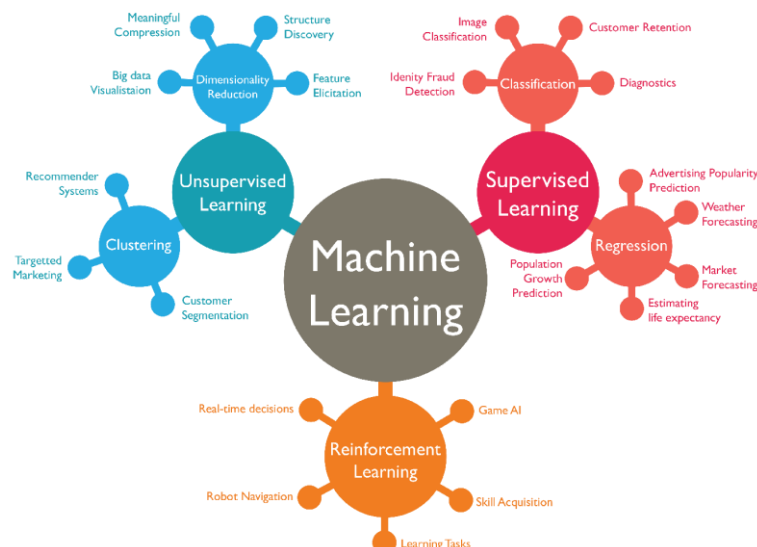 Meaningful
Compression
Structure
Discovery
Big data
Visualistaion
Dimensionality
Reduction
Feature
Elicitation
Image
Classification
Customer Retention
Idenity Fraud
Detection
Classification
Diagnostics
Recommender
Systems
Unsupervised
Learning
Supervised
Learning
Advertising Popularity
Prediction
Weather
Forecasting
Clustering
Machine
Learning
Regression
Targetted
Marketing
Population
Growth
Prediction
Market
Forecasting
Customer
Segmentation
Estimating
life expectancy
Real-time decisions
Game AI
Reinforcement
Learning
Robot Navigation
Skill Acquisition
Learning Tasks